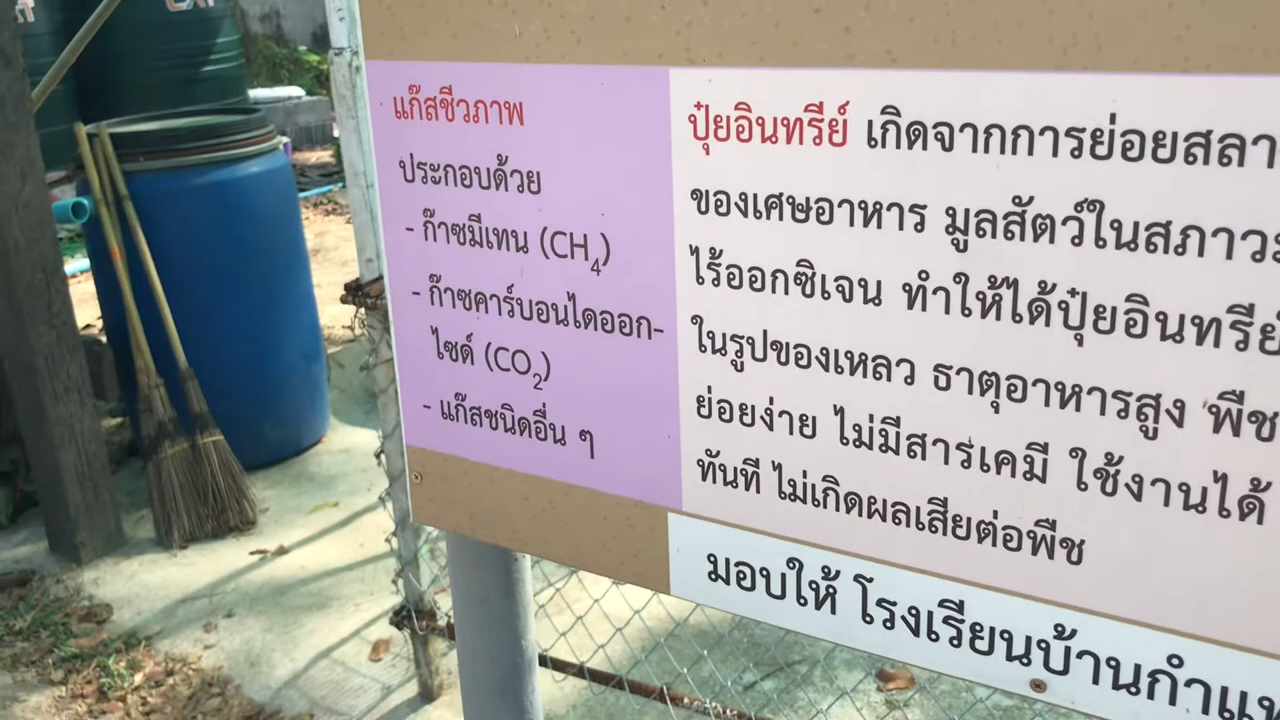 แก๊สชีวภาพ
ประกอบด้วย
- ก๊าซมีเทน (CH₄)
- ก๊าซคาร์บอนไดออก-
ไซด์ (CO₂)
- แก๊สชนิดอื่น ๆ
ปุ๋ยอินทรีย์ เกิดจากการย่อยสลา
ของเศษอาหาร มูลสัตว์ในสภาวะ
ไร้ออกซิเจน ทำให้ได้ปุ๋ยอินทรีย์
ในรูปของเหลว ธาตุอาหารสูง พืช
ย่อยง่าย ไม่มีสารเคมี ใช้งานได้
ทันที ไม่เกิดผลเสียต่อพืช
มอบให้ โรงเรียนบ้านกำแพ